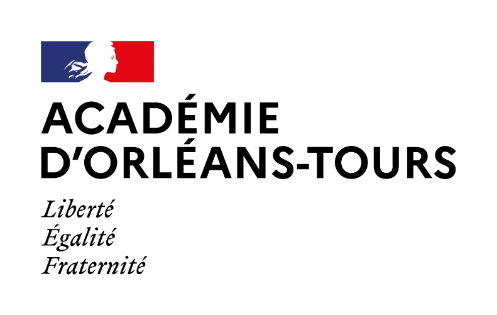 ACADÉMIE
D'ORLÉANS-TOURS
Liberté
Égalité
Fraternité